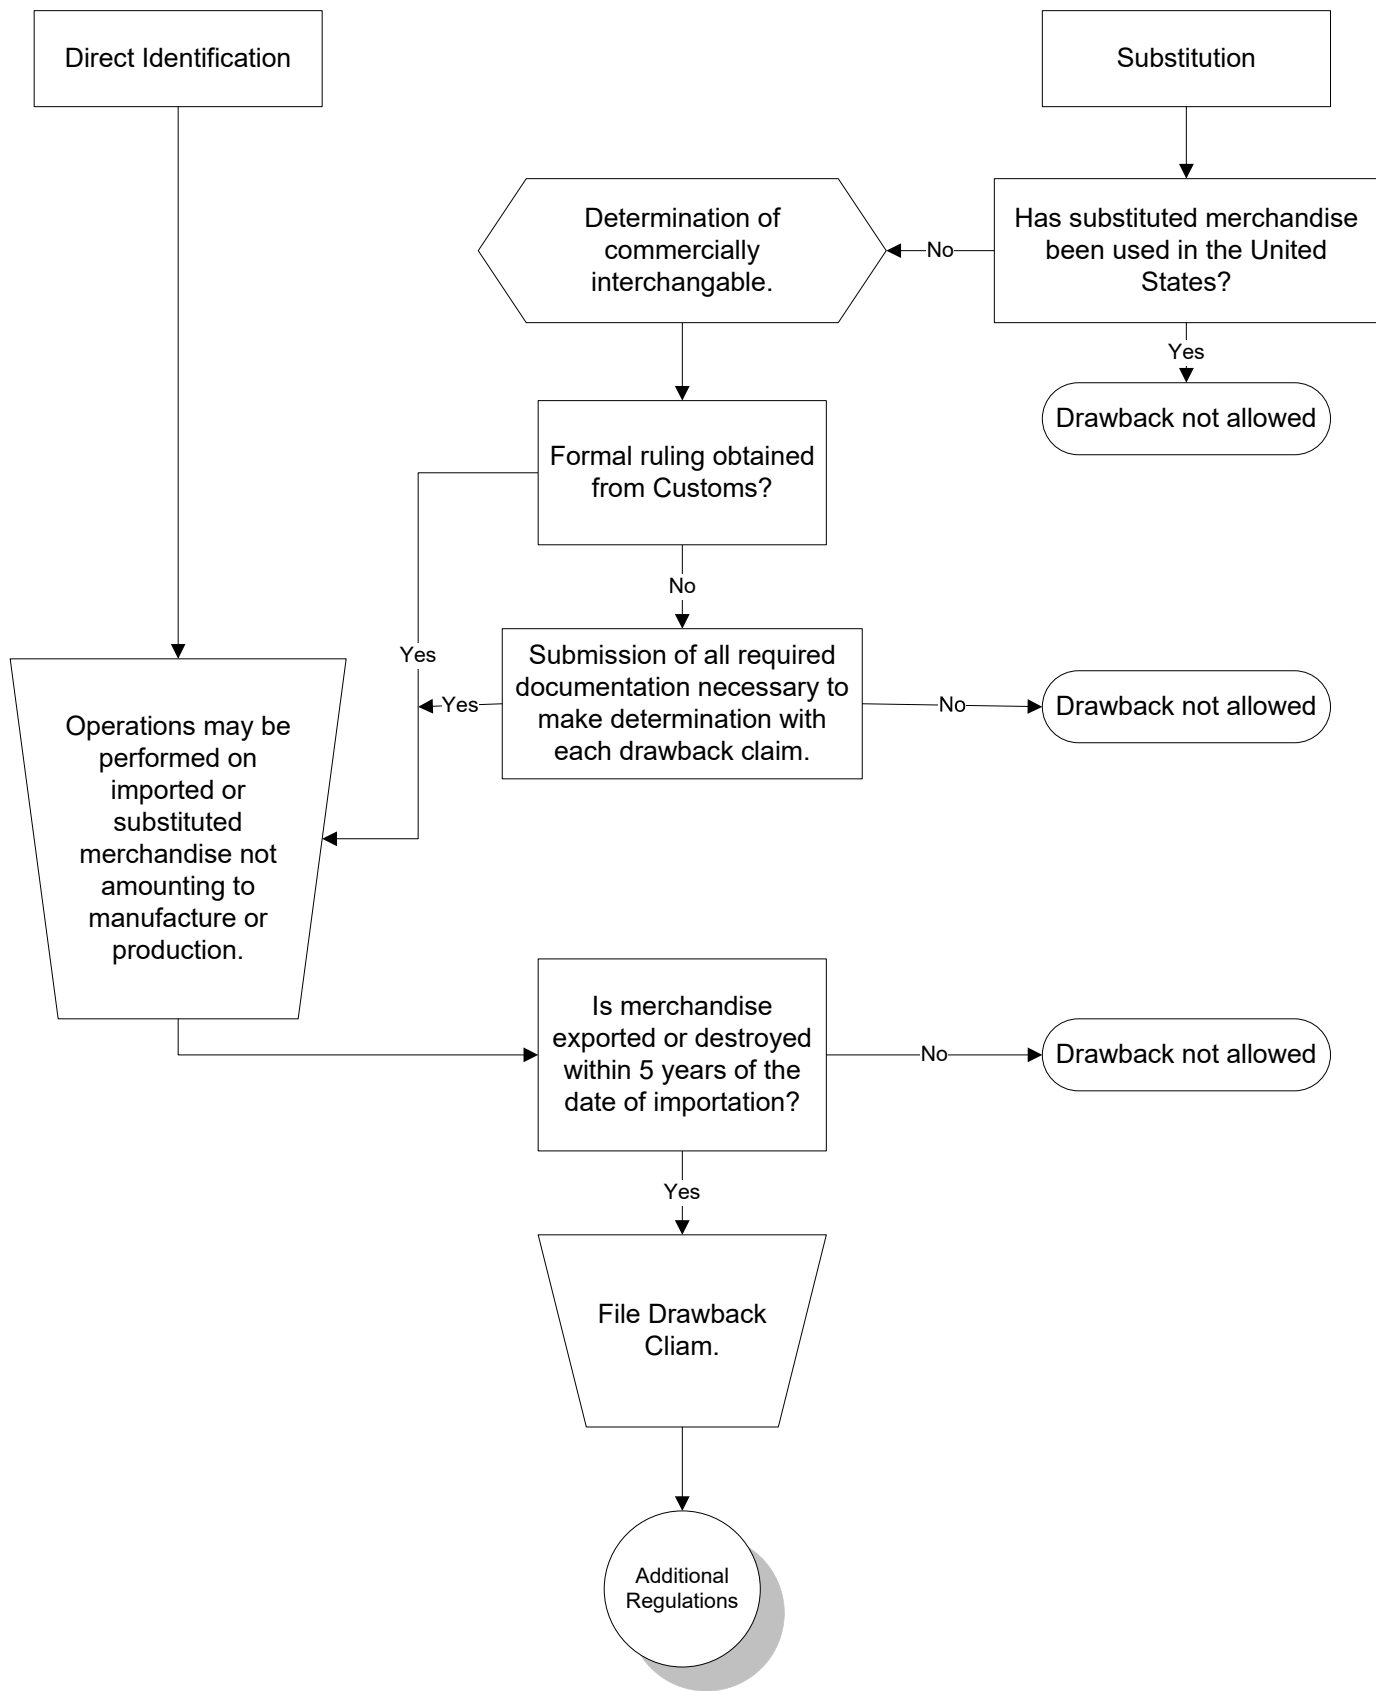 Direct Identification
Substitution
Has substituted merchandise
been used in the United
States?
No
Determination of
commercially
interchangable.
Yes
Drawback not allowed
Formal ruling obtained
from Customs?
No
Yes
Submission of all required
documentation necessary to
make determination with
each drawback claim.
Yes
No
Drawback not allowed
Operations may be
performed on
imported or
substituted
merchandise not
amounting to
manufacture or
production.
Is merchandise
exported or destroyed
within 5 years of the
date of importation?
No
Drawback not allowed
Yes
File Drawback
Cliam.
Additional
Regulations